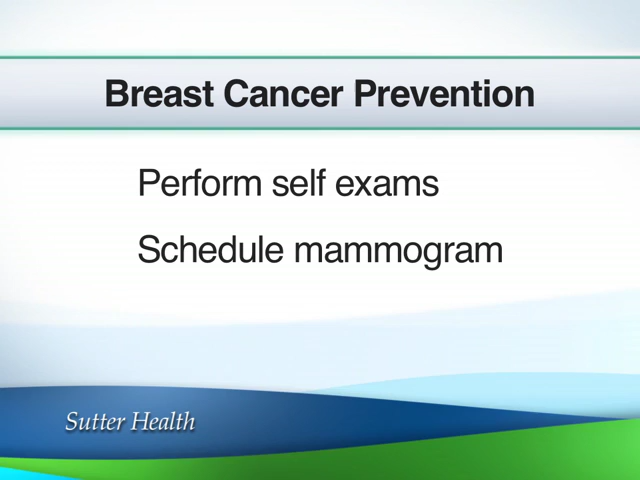 Breast Cancer Prevention
Perform self exams
Schedule mammogram
Sutter Health